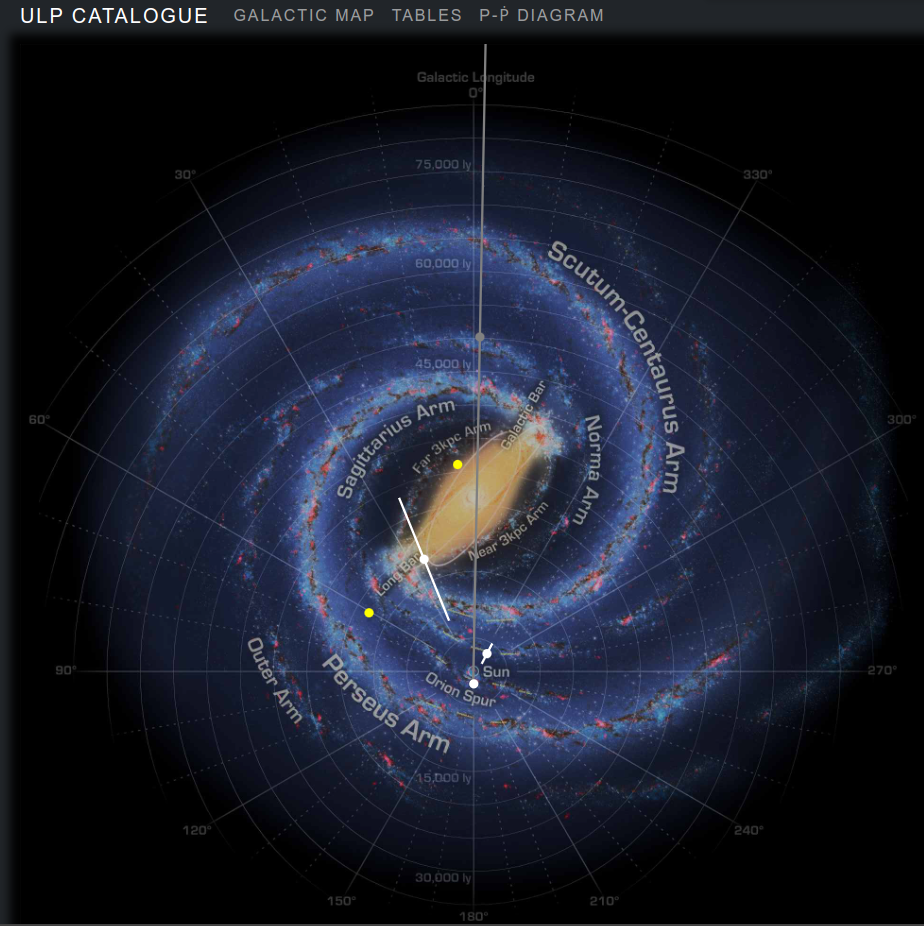 ULP CATALOGUE GALACTIC MAP TABLES P-Ṗ DIAGRAM
Galactic Longitude
0°
30°
330°
75,000 ly
60,000 ly
Scutum-Centaurus Arm
45,000 ly
Galactic Bar
Sagittarius Arm
Far 3kpc Arm
Norma Arm
60°
300°
Near 3kpc Arm
Long Bar
Outer Arm
Perseus Arm
Sun
Orion Spur
90°
270°
15,000 ly
120°
240°
30,000 ly
150°
210°
180°